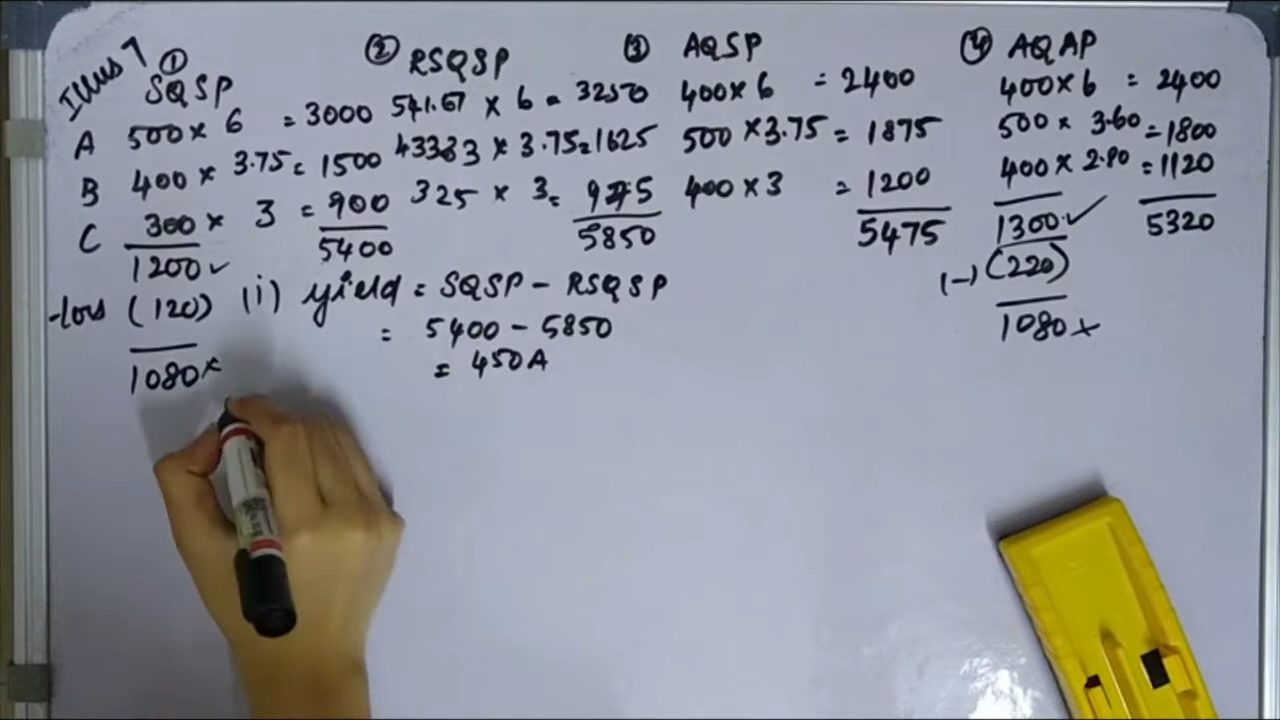 Illus 7
① ② RSQSP ③ AQSP ④ AQAP
SQSP
A 500 × 6 = 3000 541.67 × 6 = 3250 400 × 6 = 2400 400 × 6 = 2400
B 400 × 3.75 = 1500 433.33 × 3.75 = 1625 500 × 3.75 = 1875 500 × 3.60 = 1800
C 300 × 3 = 900 325 × 3 = 975 400 × 3 = 1200 400 × 2.80 = 1120
1200 ✓ 5400 5850 5475 1300 ✓ 5320
-loss (120) (i) yield = SQSP - RSQSP (-) (220)
= 5400 - 5850 1080 ×
1080 × = 450A